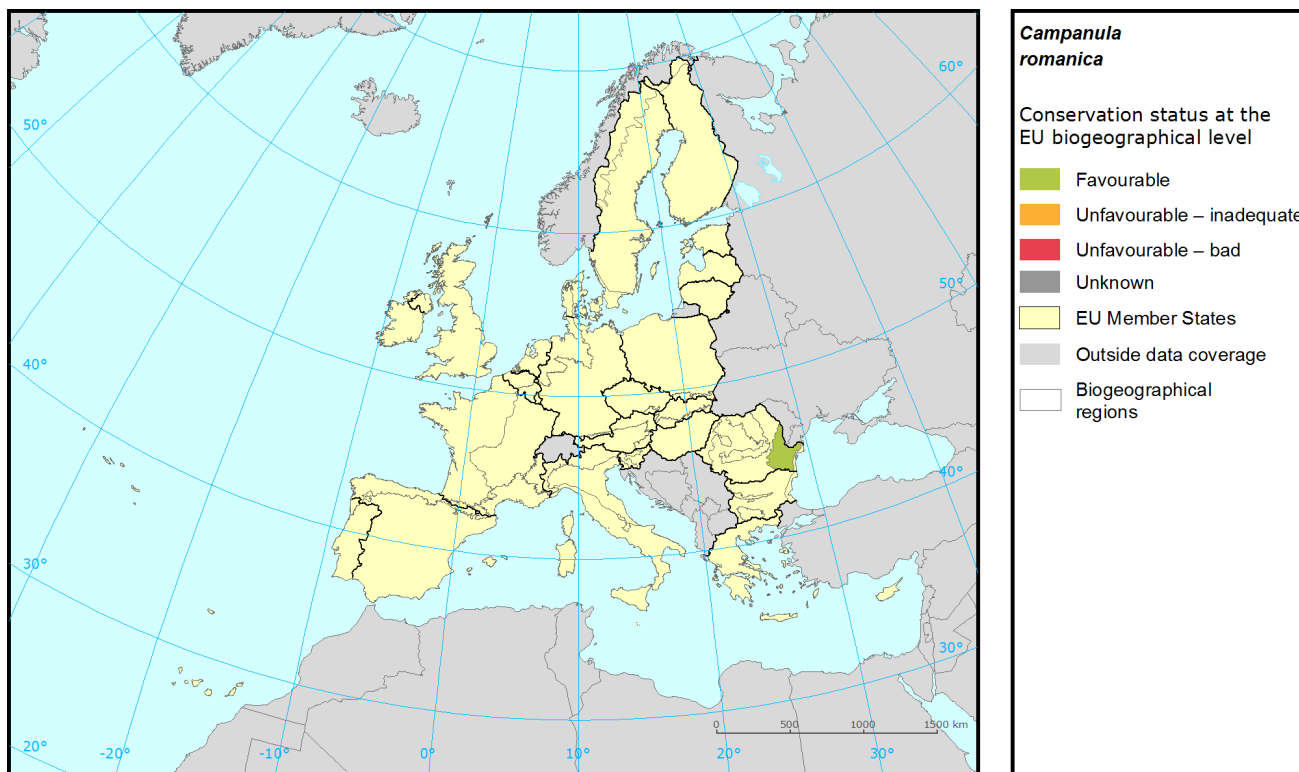 60°
50°
50°
40°
40°
30°
30°
0 500 1000 1500 km
20° -20° -10° 0° 10° 20° 30°
Campanula
romanica
Conservation status at the
EU biogeographical level
Favourable
Unfavourable – inadequate
Unfavourable – bad
Unknown
EU Member States
Outside data coverage
Biogeographical
regions